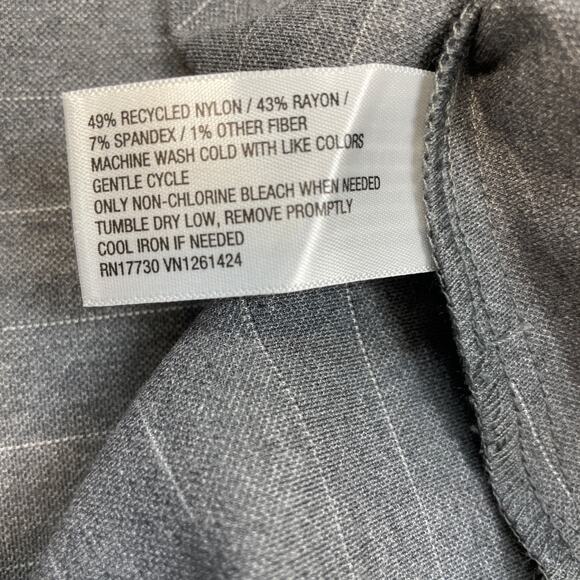 49% RECYCLED NYLON / 43% RAYON /
7% SPANDEX / 1% OTHER FIBER
MACHINE WASH COLD WITH LIKE COLORS
GENTLE CYCLE
ONLY NON-CHLORINE BLEACH WHEN NEEDED
TUMBLE DRY LOW, REMOVE PROMPTLY
COOL IRON IF NEEDED
RN17730 VN1261424